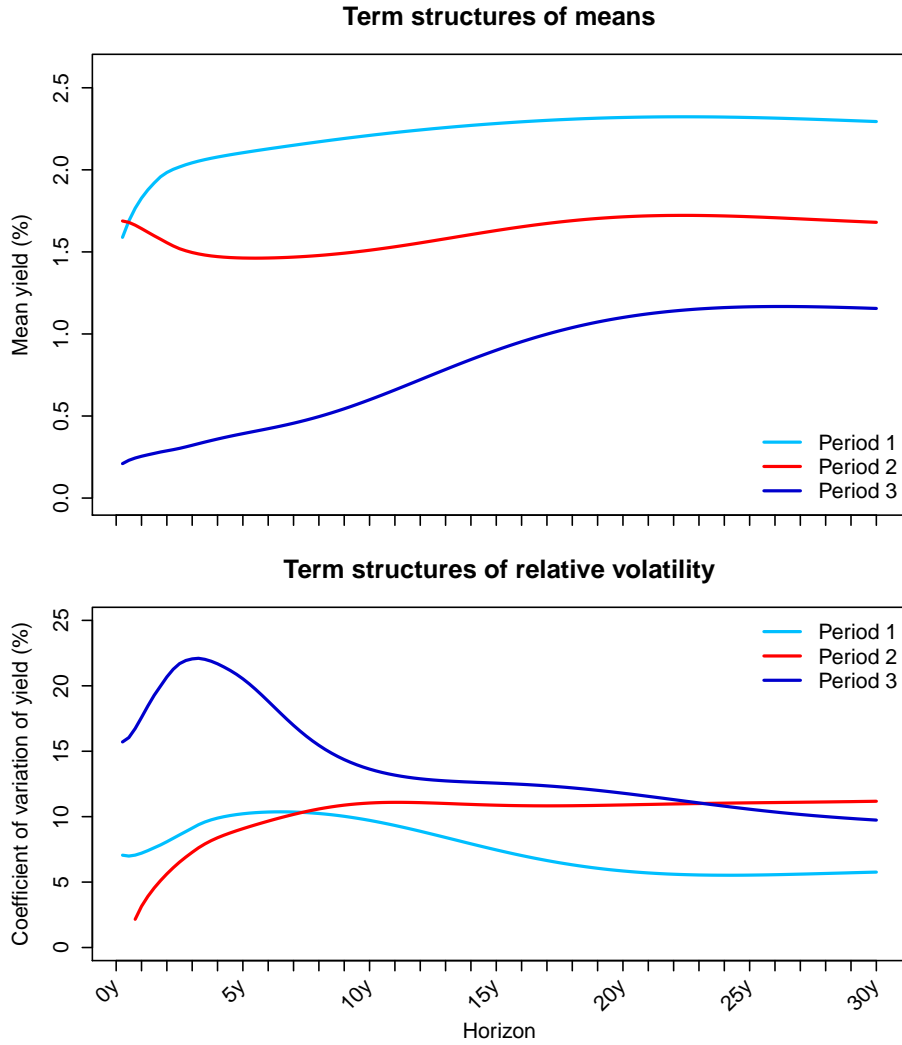 Term structures of means
Mean yield (%)
2.5
2.0
1.5
1.0
0.5
0.0
Period 1
Period 2
Period 3
Term structures of relative volatility
Coefficient of variation of yield (%)
25
20
15
10
5
0
Period 1
Period 2
Period 3
0y 5y 10y 15y 20y 25y 30y
Horizon